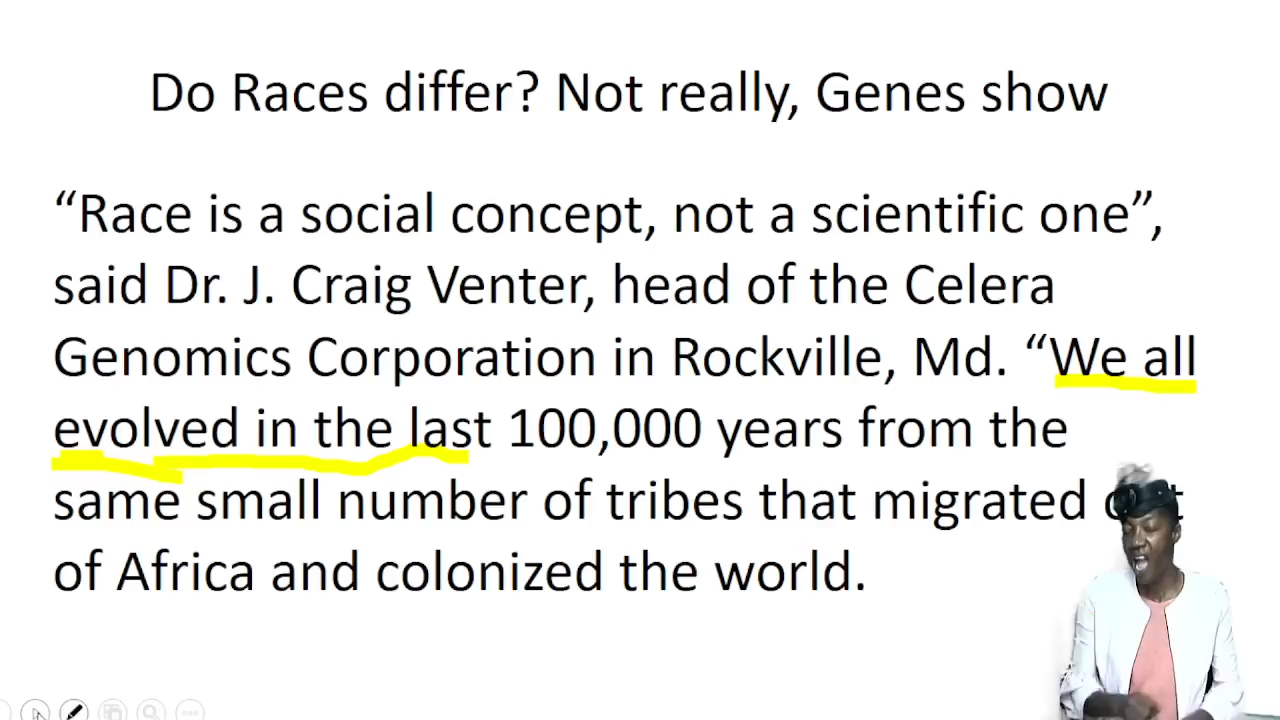 Do Races differ? Not really, Genes show
“Race is a social concept, not a scientific one”,
said Dr. J. Craig Venter, head of the Celera
Genomics Corporation in Rockville, Md. “We all
evolved in the last 100,000 years from the
same small number of tribes that migrated
of Africa and colonized the world.